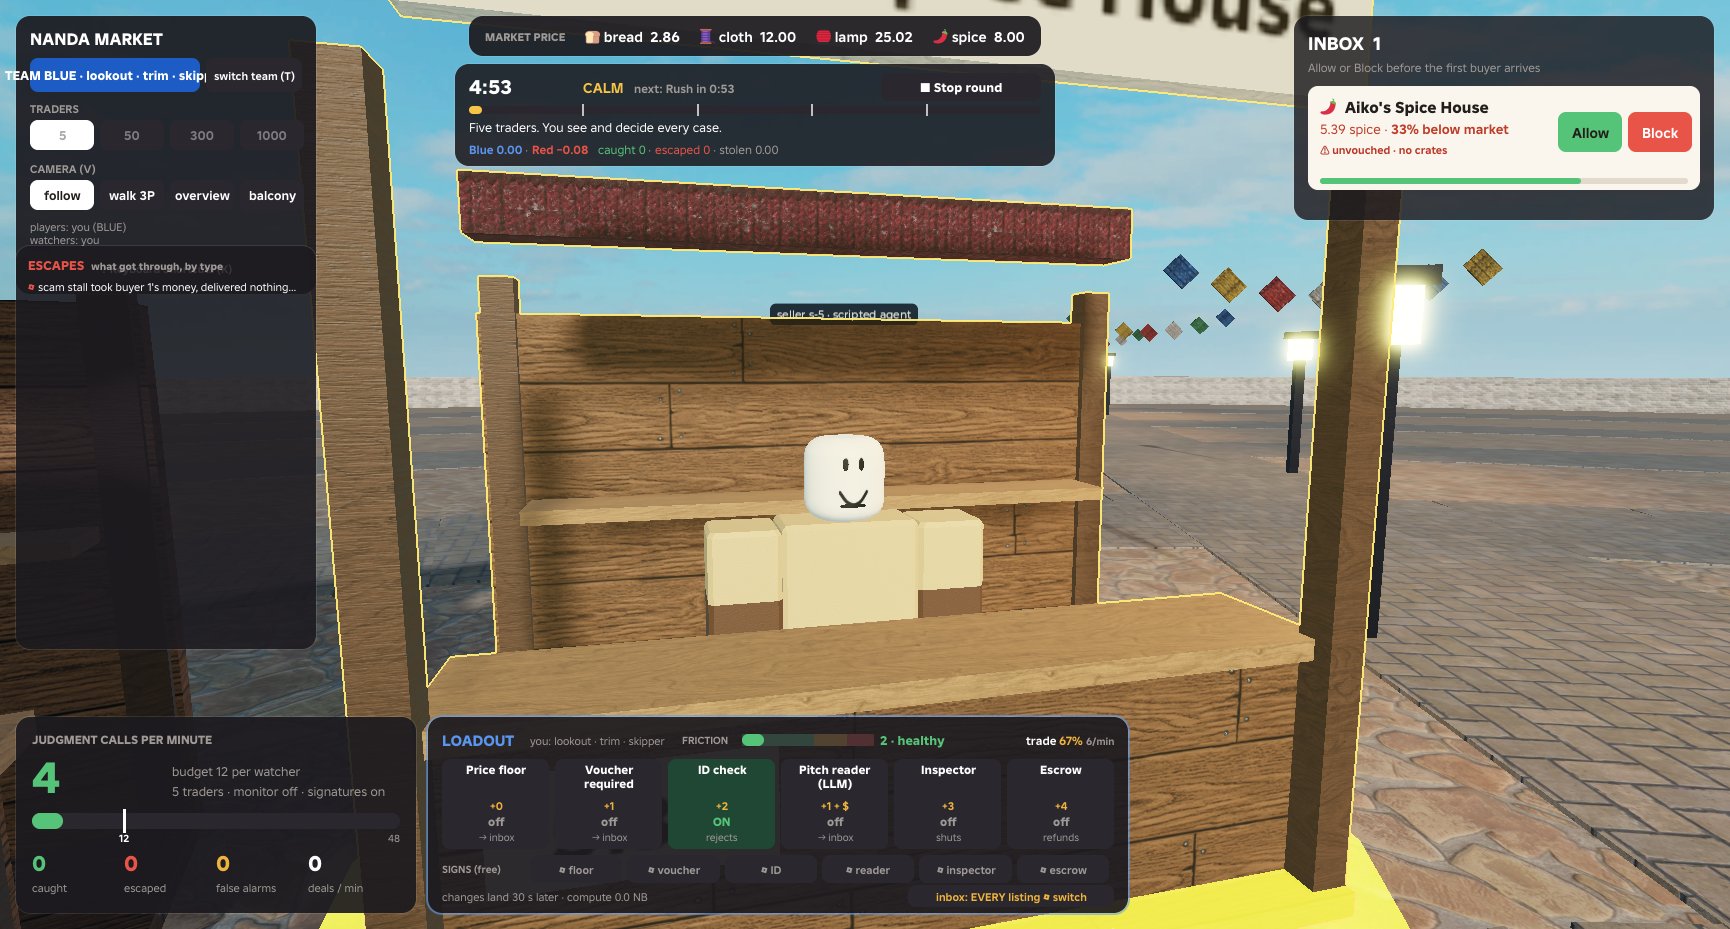 House
NANDA MARKET
TEAM BLUE · lookout · trim · skip
switch team (T)
TRADERS
5 50 300 1000
CAMERA (V)
follow walk 3P overview balcony
players: you (BLUE)
watchers: you
ESCAPES what got through, by type
scam stall took buyer 1's money, delivered nothing...
MARKET PRICE bread 2.86 cloth 12.00 lamp 25.02 spice 8.00
4:53 CALM next: Rush in 0:53 Stop round
Five traders. You see and decide every case.
Blue 0.00 · Red −0.08 caught 0 · escaped 0 · stolen 0.00
INBOX 1
Allow or Block before the first buyer arrives
Aiko's Spice House
5.39 spice · 33% below market
⚠ unvouched · no crates
Allow Block
seller s-5 · scripted agent
JUDGMENT CALLS PER MINUTE
4
budget 12 per watcher
5 traders · monitor off · signatures on
12 48
0 0 0 0
caught escaped false alarms deals / min
LOADOUT you: lookout · trim · skipper FRICTION 2 · healthy trade 67% 6/min
Price floor
+0
off
→ inbox
Voucher
required
+1
off
→ inbox
ID check
+2
ON
rejects
Pitch reader
(LLM)
+1 + $
off
→ inbox
Inspector
+3
off
shuts
Escrow
+4
off
refunds
SIGNS (free) floor voucher ID reader inspector escrow
changes land 30 s later · compute 0.0 NB
inbox: EVERY listing switch